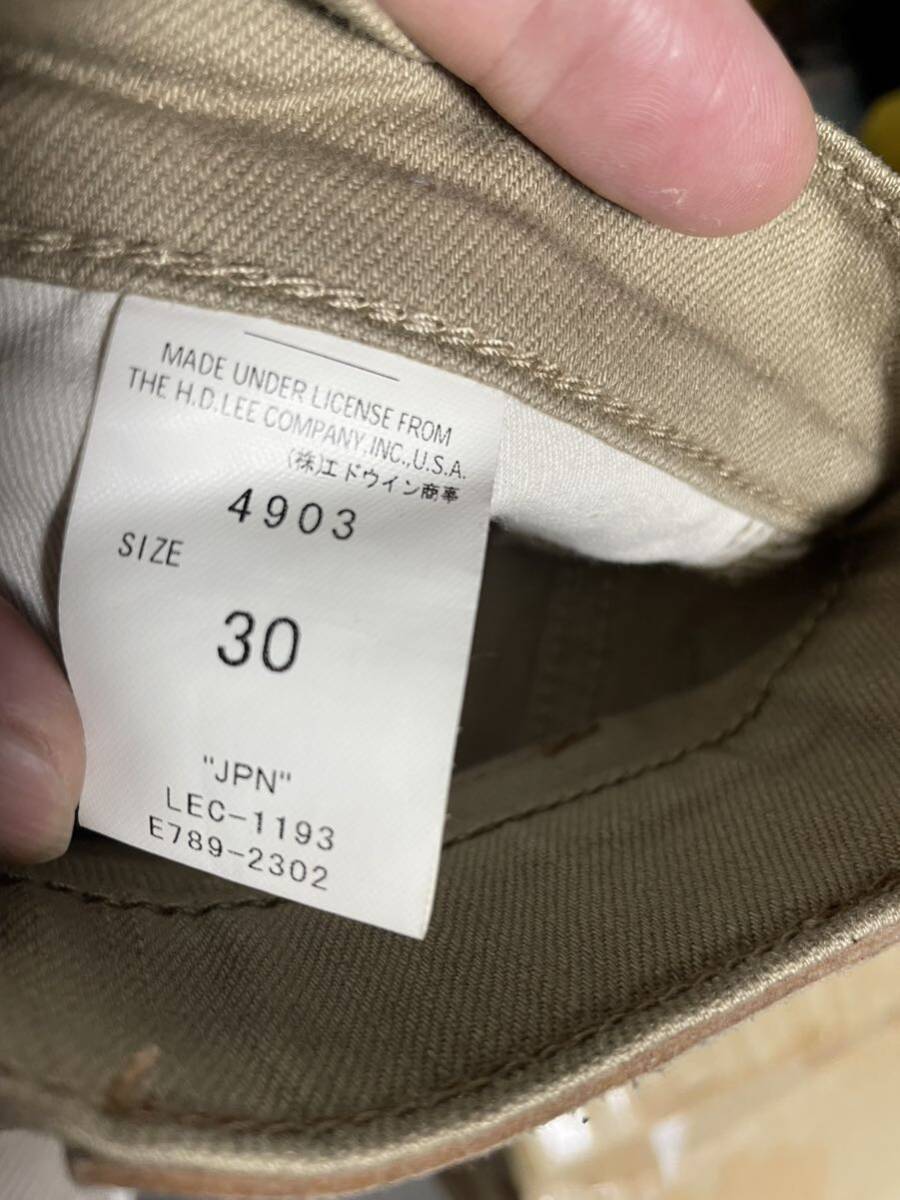 MADE UNDER LICENSE FROM
THE H.D.LEE COMPANY,INC.,U.S.A.
(株)エドウイン商事
4903
SIZE
30
"JPN"
LEC-1193
E789-2302